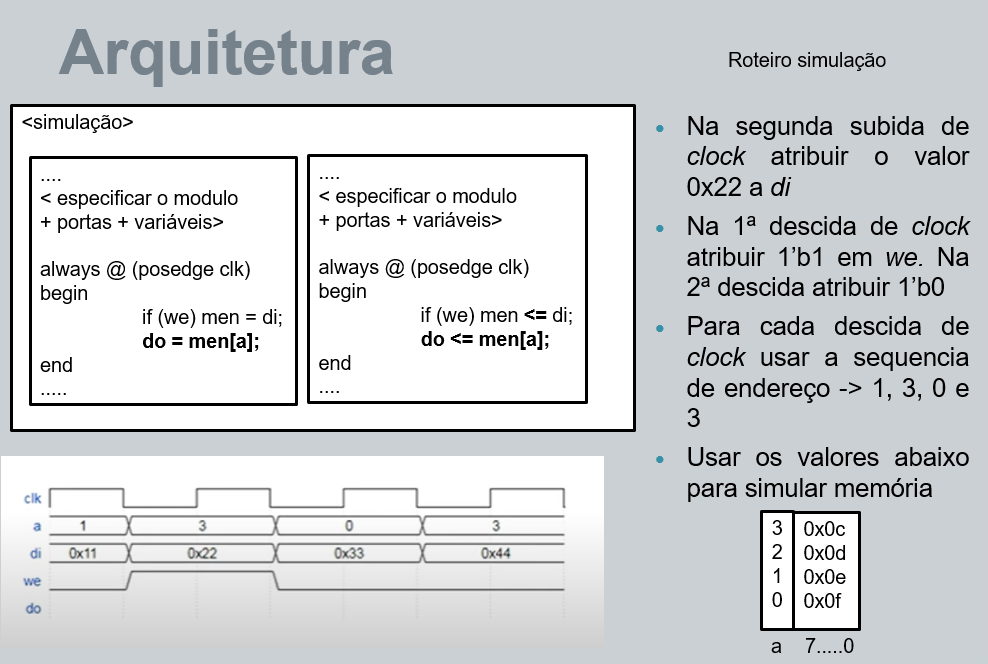 Arquitetura
Roteiro simulação
<simulação>
....
< especificar o modulo
+ portas + variáveis>
always @ (posedge clk)
begin
if (we) men = di;
do = men[a];
end
.....
....
< especificar o modulo
+ portas + variáveis>
always @ (posedge clk)
begin
if (we) men <= di;
do <= men[a];
end
....
• Na segunda subida de
clock atribuir o valor
0x22 a di
• Na 1ª descida de clock
atribuir 1’b1 em we. Na
2ª descida atribuir 1’b0
• Para cada descida de
clock usar a sequencia
de endereço -> 1, 3, 0 e
3
• Usar os valores abaixo
para simular memória
3 0x0c
2 0x0d
1 0x0e
0 0x0f
a 7.....0
clk
a 1 3 0 3
di 0x11 0x22 0x33 0x44
we
do